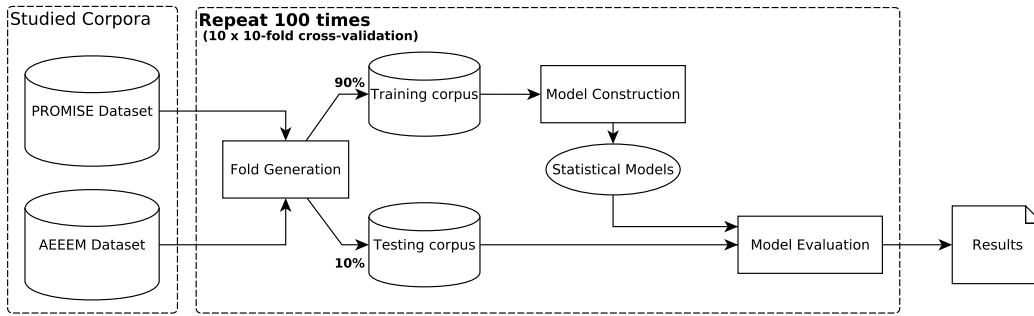 Studied Corpora
Repeat 100 times
(10 x 10-fold cross-validation)
90%
Training corpus
Model Construction
PROMISE Dataset
Fold Generation
Statistical Models
AEEEM Dataset
Testing corpus
Model Evaluation
Results
10%